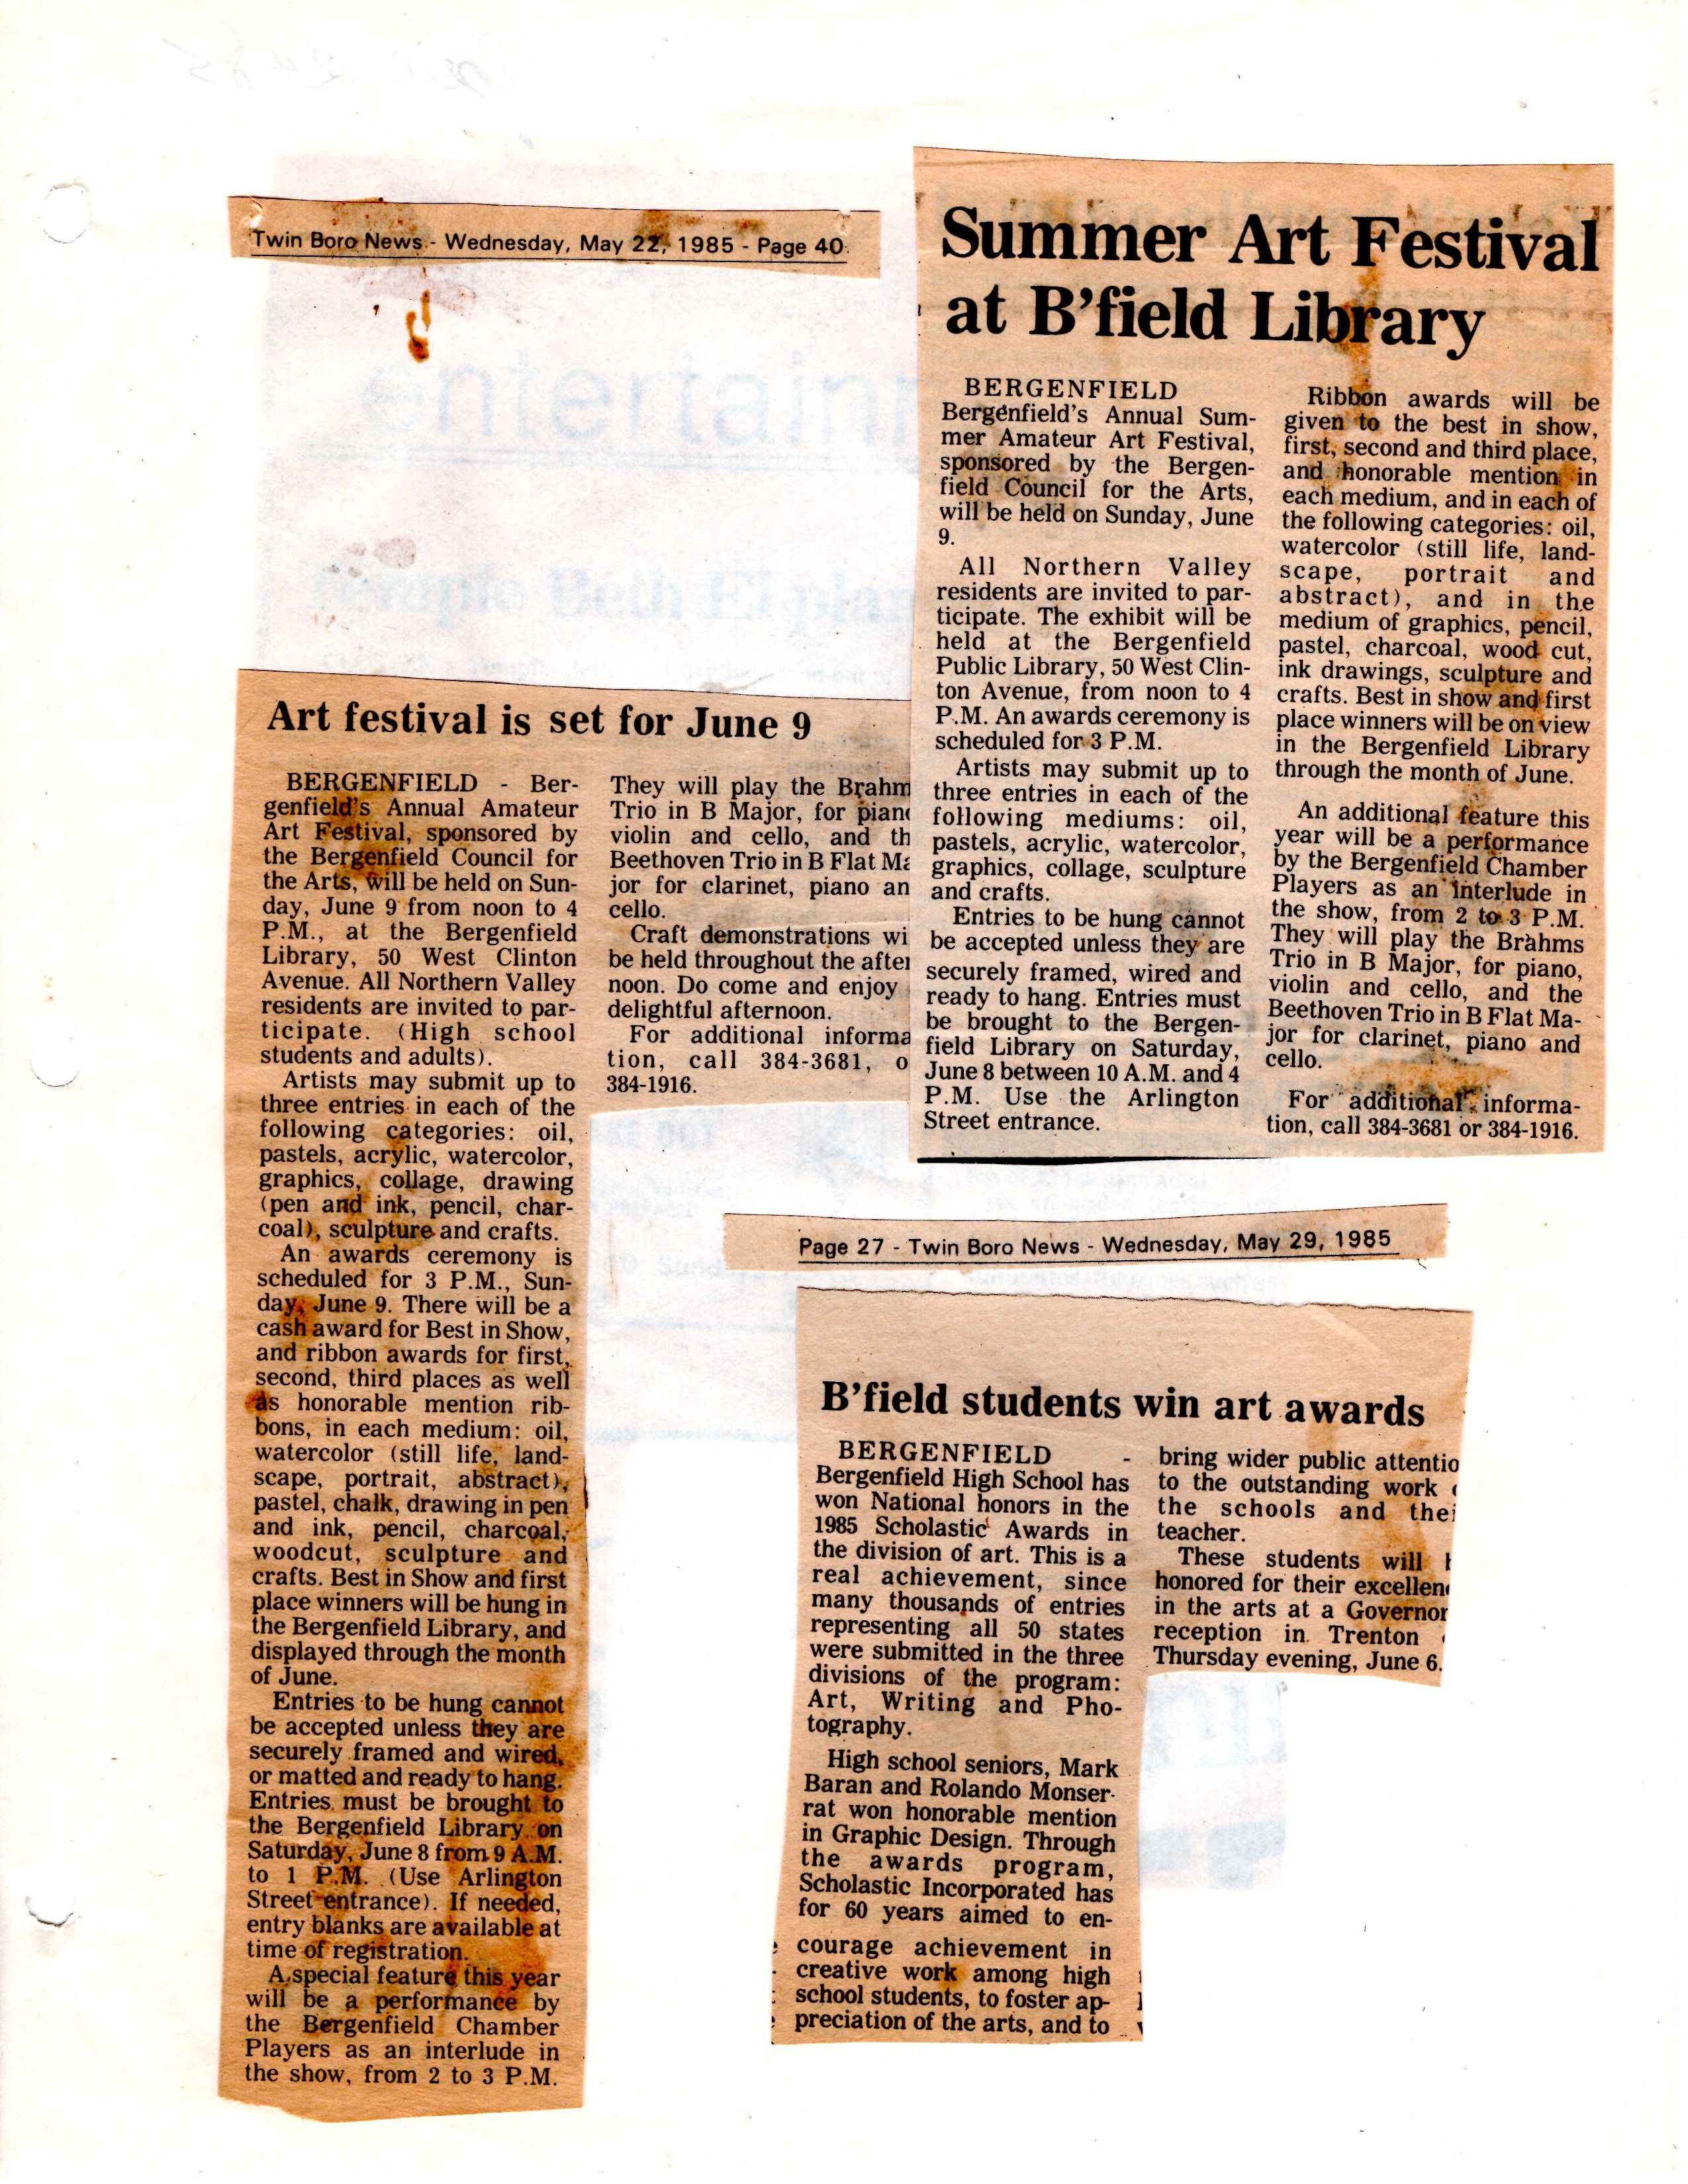 Twin Boro News - Wednesday, May 22, 1985 - Page 40
Art festival is set for June 9
BERGENFIELD - Ber-
genfield's Annual Amateur
Art Festival, sponsored by
the Bergenfield Council for
the Arts, will be held on Sun-
day, June 9 from noon to 4
P.M., at the Bergenfield
Library, 50 West Clinton
Avenue. All Northern Valley
residents are invited to par-
ticipate. (High school
students and adults).
Artists may submit up to
three entries in each of the
following categories: oil,
pastels, acrylic, watercolor,
graphics, collage, drawing
(pen and ink, pencil, char-
coal), sculpture and crafts.
An awards ceremony is
scheduled for 3 P.M., Sun-
day, June 9. There will be a
cash award for Best in Show,
and ribbon awards for first,
second, third places as well
as honorable mention rib-
bons, in each medium: oil,
watercolor (still life, land-
scape, portrait, abstract),
pastel, chalk, drawing in pen
and ink, pencil, charcoal,
woodcut, sculpture and
crafts. Best in Show and first
place winners will be hung in
the Bergenfield Library, and
displayed through the month
of June.
Entries to be hung cannot
be accepted unless they are
securely framed and wired,
or matted and ready to hang.
Entries must be brought to
the Bergenfield Library on
Saturday, June 8 from 9 A.M.
to 1 P.M. (Use Arlington
Street entrance). If needed,
entry blanks are available at
time of registration.
A special feature this year
will be a performance by
the Bergenfield Chamber
Players as an interlude in
the show, from 2 to 3 P.M.
They will play the Brahm
Trio in B Major, for pian
violin and cello, and th
Beethoven Trio in B Flat Ma
jor for clarinet, piano an
cello.
Craft demonstrations wi
be held throughout the after
noon. Do come and enjoy
delightful afternoon.
For additional informa
tion, call 384-3681, o
384-1916.
Summer Art Festival
at B'field Library
BERGENFIELD
Bergenfield's Annual Sum-
mer Amateur Art Festival,
sponsored by the Bergen-
field Council for the Arts,
will be held on Sunday, June
9.
All Northern Valley
residents are invited to par-
ticipate. The exhibit will be
held at the Bergenfield
Public Library, 50 West Clin-
ton Avenue, from noon to 4
P.M. An awards ceremony is
scheduled for 3 P.M.
Artists may submit up to
three entries in each of the
following mediums: oil,
pastels, acrylic, watercolor,
graphics, collage, sculpture
and crafts.
Entries to be hung cannot
be accepted unless they are
securely framed, wired and
ready to hang. Entries must
be brought to the Bergen-
field Library on Saturday,
June 8 between 10 A.M. and 4
P.M. Use the Arlington
Street entrance.
Ribbon awards will be
given to the best in show,
first, second and third place,
and honorable mention in
each medium, and in each of
the following categories: oil,
watercolor (still life, land-
scape, portrait and
abstract), and in the
medium of graphics, pencil,
pastel, charcoal, wood cut,
ink drawings, sculpture and
crafts. Best in show and first
place winners will be on view
in the Bergenfield Library
through the month of June.
An additional feature this
year will be a performance
by the Bergenfield Chamber
Players as an interlude in
the show, from 2 to 3 P.M.
They will play the Brahms
Trio in B Major, for piano,
violin and cello, and the
Beethoven Trio in B Flat Ma-
jor for clarinet, piano and
cello.
For additional informa-
tion, call 384-3681 or 384-1916.
Page 27 - Twin Boro News - Wednesday, May 29, 1985
B'field students win art awards
BERGENFIELD -
Bergenfield High School has
won National honors in the
1985 Scholastic Awards in
the division of art. This is a
real achievement, since
many thousands of entries
representing all 50 states
were submitted in the three
divisions of the program:
Art, Writing and Pho-
tography.
High school seniors, Mark
Baran and Rolando Monser-
rat won honorable mention
in Graphic Design. Through
the awards program,
Scholastic Incorporated has
for 60 years aimed to en-
courage achievement in
creative work among high
school students, to foster ap-
preciation of the arts, and to
bring wider public attentio
to the outstanding work
the schools and thei
teacher.
These students will
honored for their excellen
in the arts at a Governor
reception in Trenton
Thursday evening, June 6.